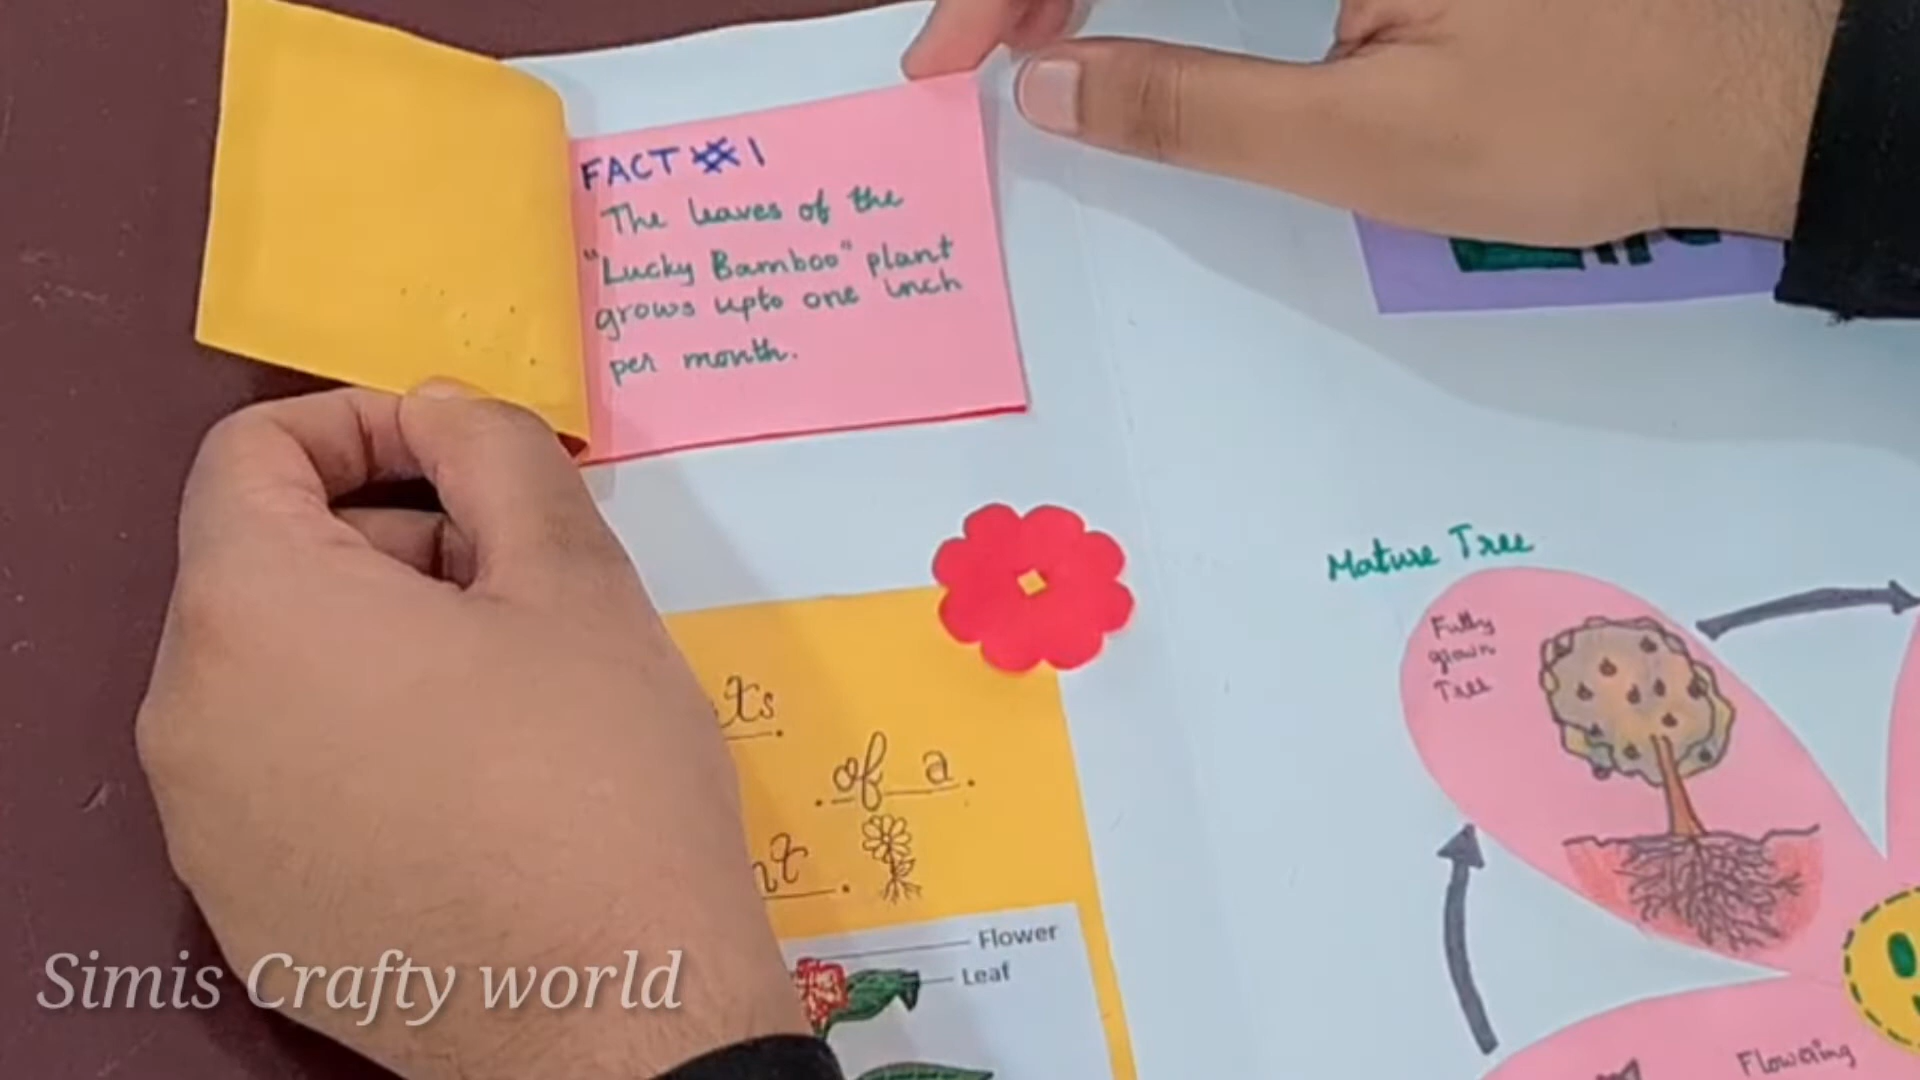 FACT #1
The leaves of the
"Lucky Bamboo" plant
grows upto one inch
per month.
Mature Tree
Fully
grown
Tree
of a
Flower
Leaf
Flowering
Simis Crafty world